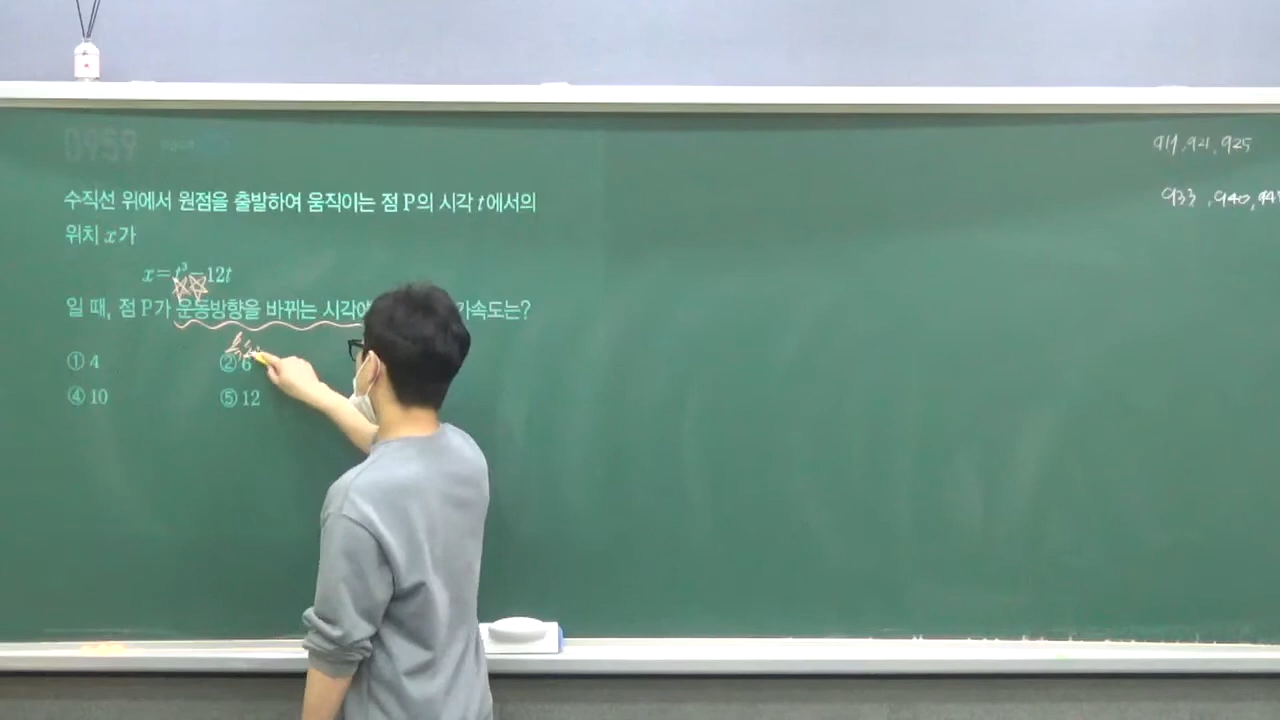 0959
수직선 위에서 원점을 출발하여 움직이는 점 P의 시각 t에서의
위치 x가
x=t³-12t
일 때, 점 P가 운동방향을 바뀌는 시각에 가속도는?
① 4 ② 6
④ 10 ⑤ 12
917, 921, 925
933, 940,